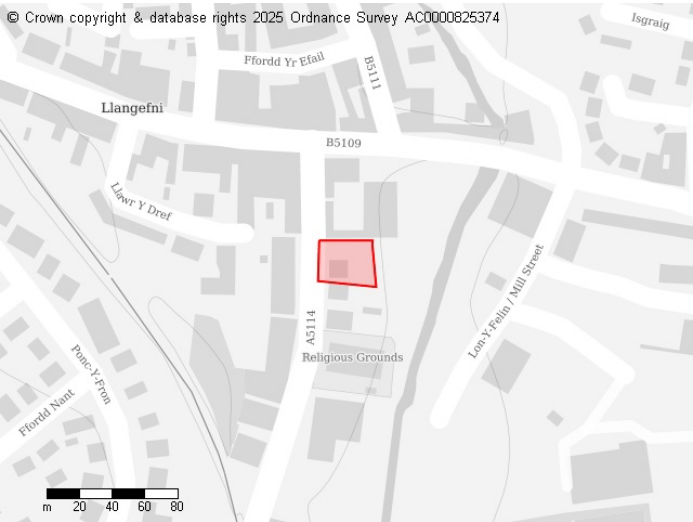 © Crown copyright & database rights 2025 Ordnance Survey AC0000825374
Isgraig
Ffordd Yr Efail
B5111
Llangefni
B5109
Llawr Y Dref
Lon-Y-Felin / Mill Street
A5114
Religious Grounds
Ponc-Y-Fron
Ffordd Nant
m 20 40 60 80